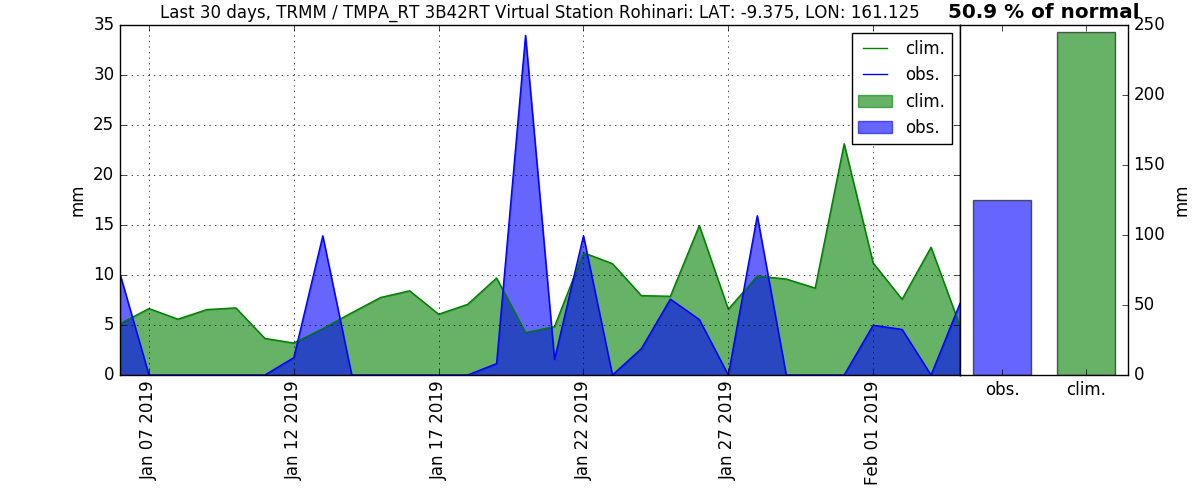 Last 30 days, TRMM / TMPA_RT 3B42RT Virtual Station Rohinari: LAT: -9.375, LON: 161.125
50.9 % of normal
35
30
25
20
15
10
5
0
mm
clim.
obs.
clim.
obs.
250
200
150
100
50
0
mm
Jan 07 2019
Jan 12 2019
Jan 17 2019
Jan 22 2019
Jan 27 2019
Feb 01 2019
obs.
clim.